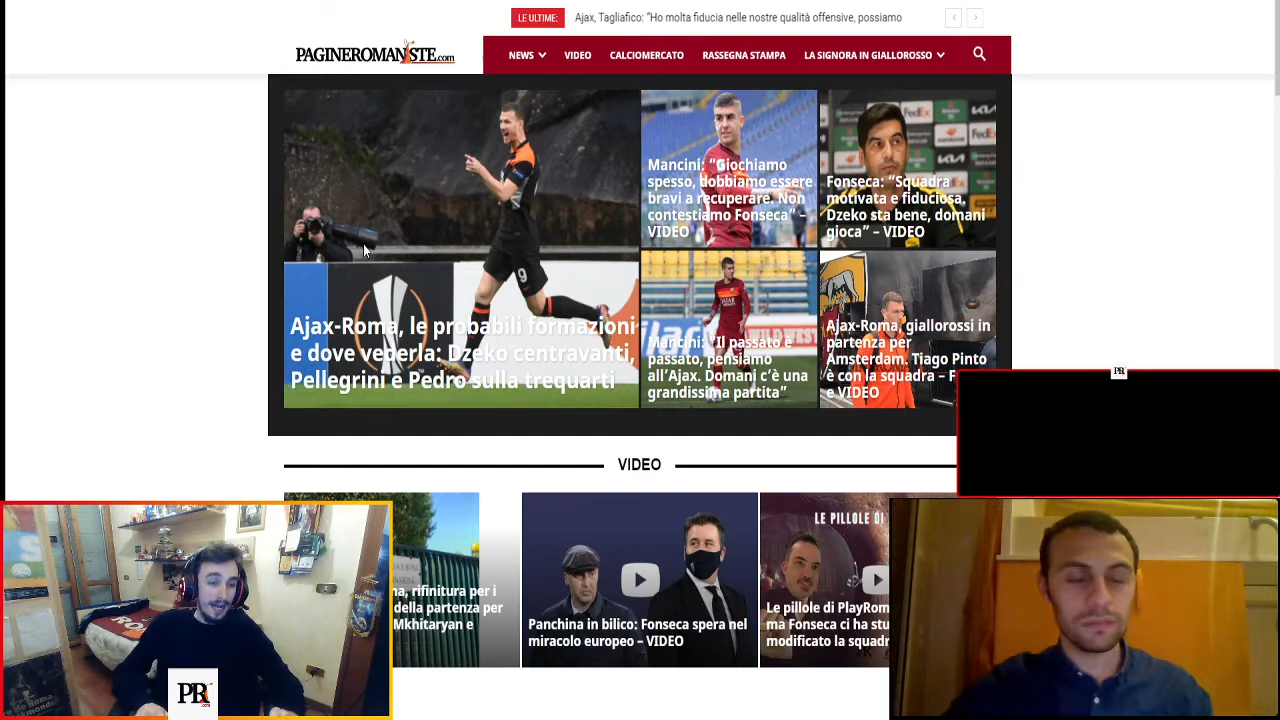 LE ULTIME:
Ajax, Tagliafico: "Ho molta fiducia nelle nostre qualità offensive, possiamo
PAGINEROMANISTE.com
NEWS
VIDEO
CALCIOMERCATO
RASSEGNA STAMPA
LA SIGNORA IN GIALLOROSSO
Ajax-Roma, le probabili formazioni
e dove vederla: Dzeko centravanti,
Pellegrini e Pedro sulla trequarti
Mancini: "Giochiamo
spesso, dobbiamo essere
bravi a recuperare. Non
contestiamo Fonseca" –
VIDEO
Fonseca: "Squadra
motivata e fiduciosa.
Dzeko sta bene, domani
gioca" – VIDEO
Mancini: "Il passato è
passato, pensiamo
all'Ajax. Domani c'è una
grandissima partita"
Ajax-Roma, giallorossi in
partenza per
Amsterdam. Tiago Pinto
è con la squadra – F
e VIDEO
PR
VIDEO
na, rifinitura per i
della partenza per
Mkhitaryan e
Panchina in bilico: Fonseca spera nel
miracolo europeo – VIDEO
LE PILLOLE DI
Le pillole di PlayRom
ma Fonseca ci ha stu
modificato la squadr
PR
.com
ROMA